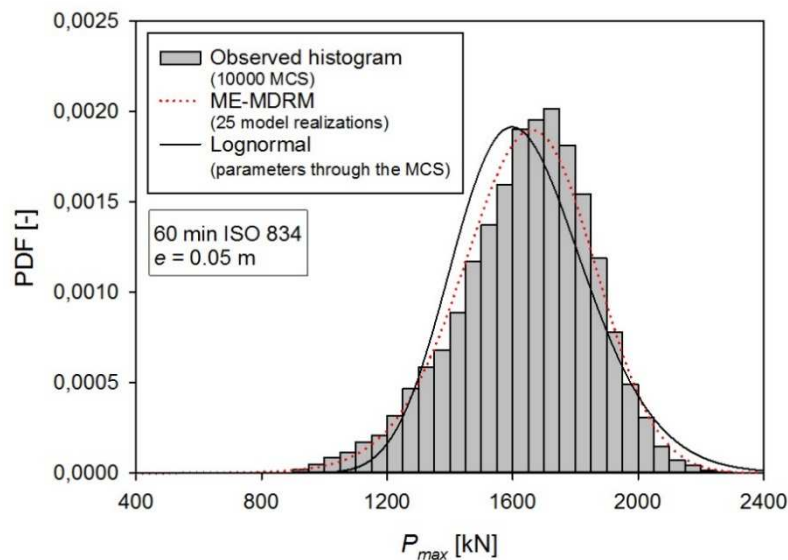 0,0025
0,0020
0,0015
0,0010
0,0005
0,0000
PDF [-]
Observed histogram
(10000 MCS)
ME-MDRM
(25 model realizations)
Lognormal
(parameters through the MCS)
60 min ISO 834
e = 0.05 m
400 800 1200 1600 2000 2400
Pmax [kN]